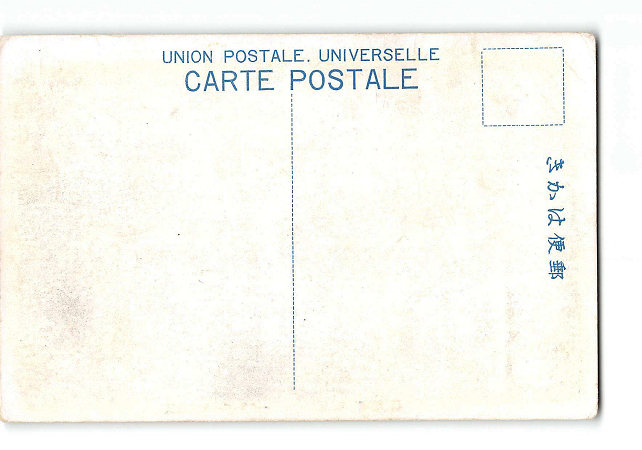 UNION POSTALE. UNIVERSELLE
CARTE POSTALE
きかは便郵